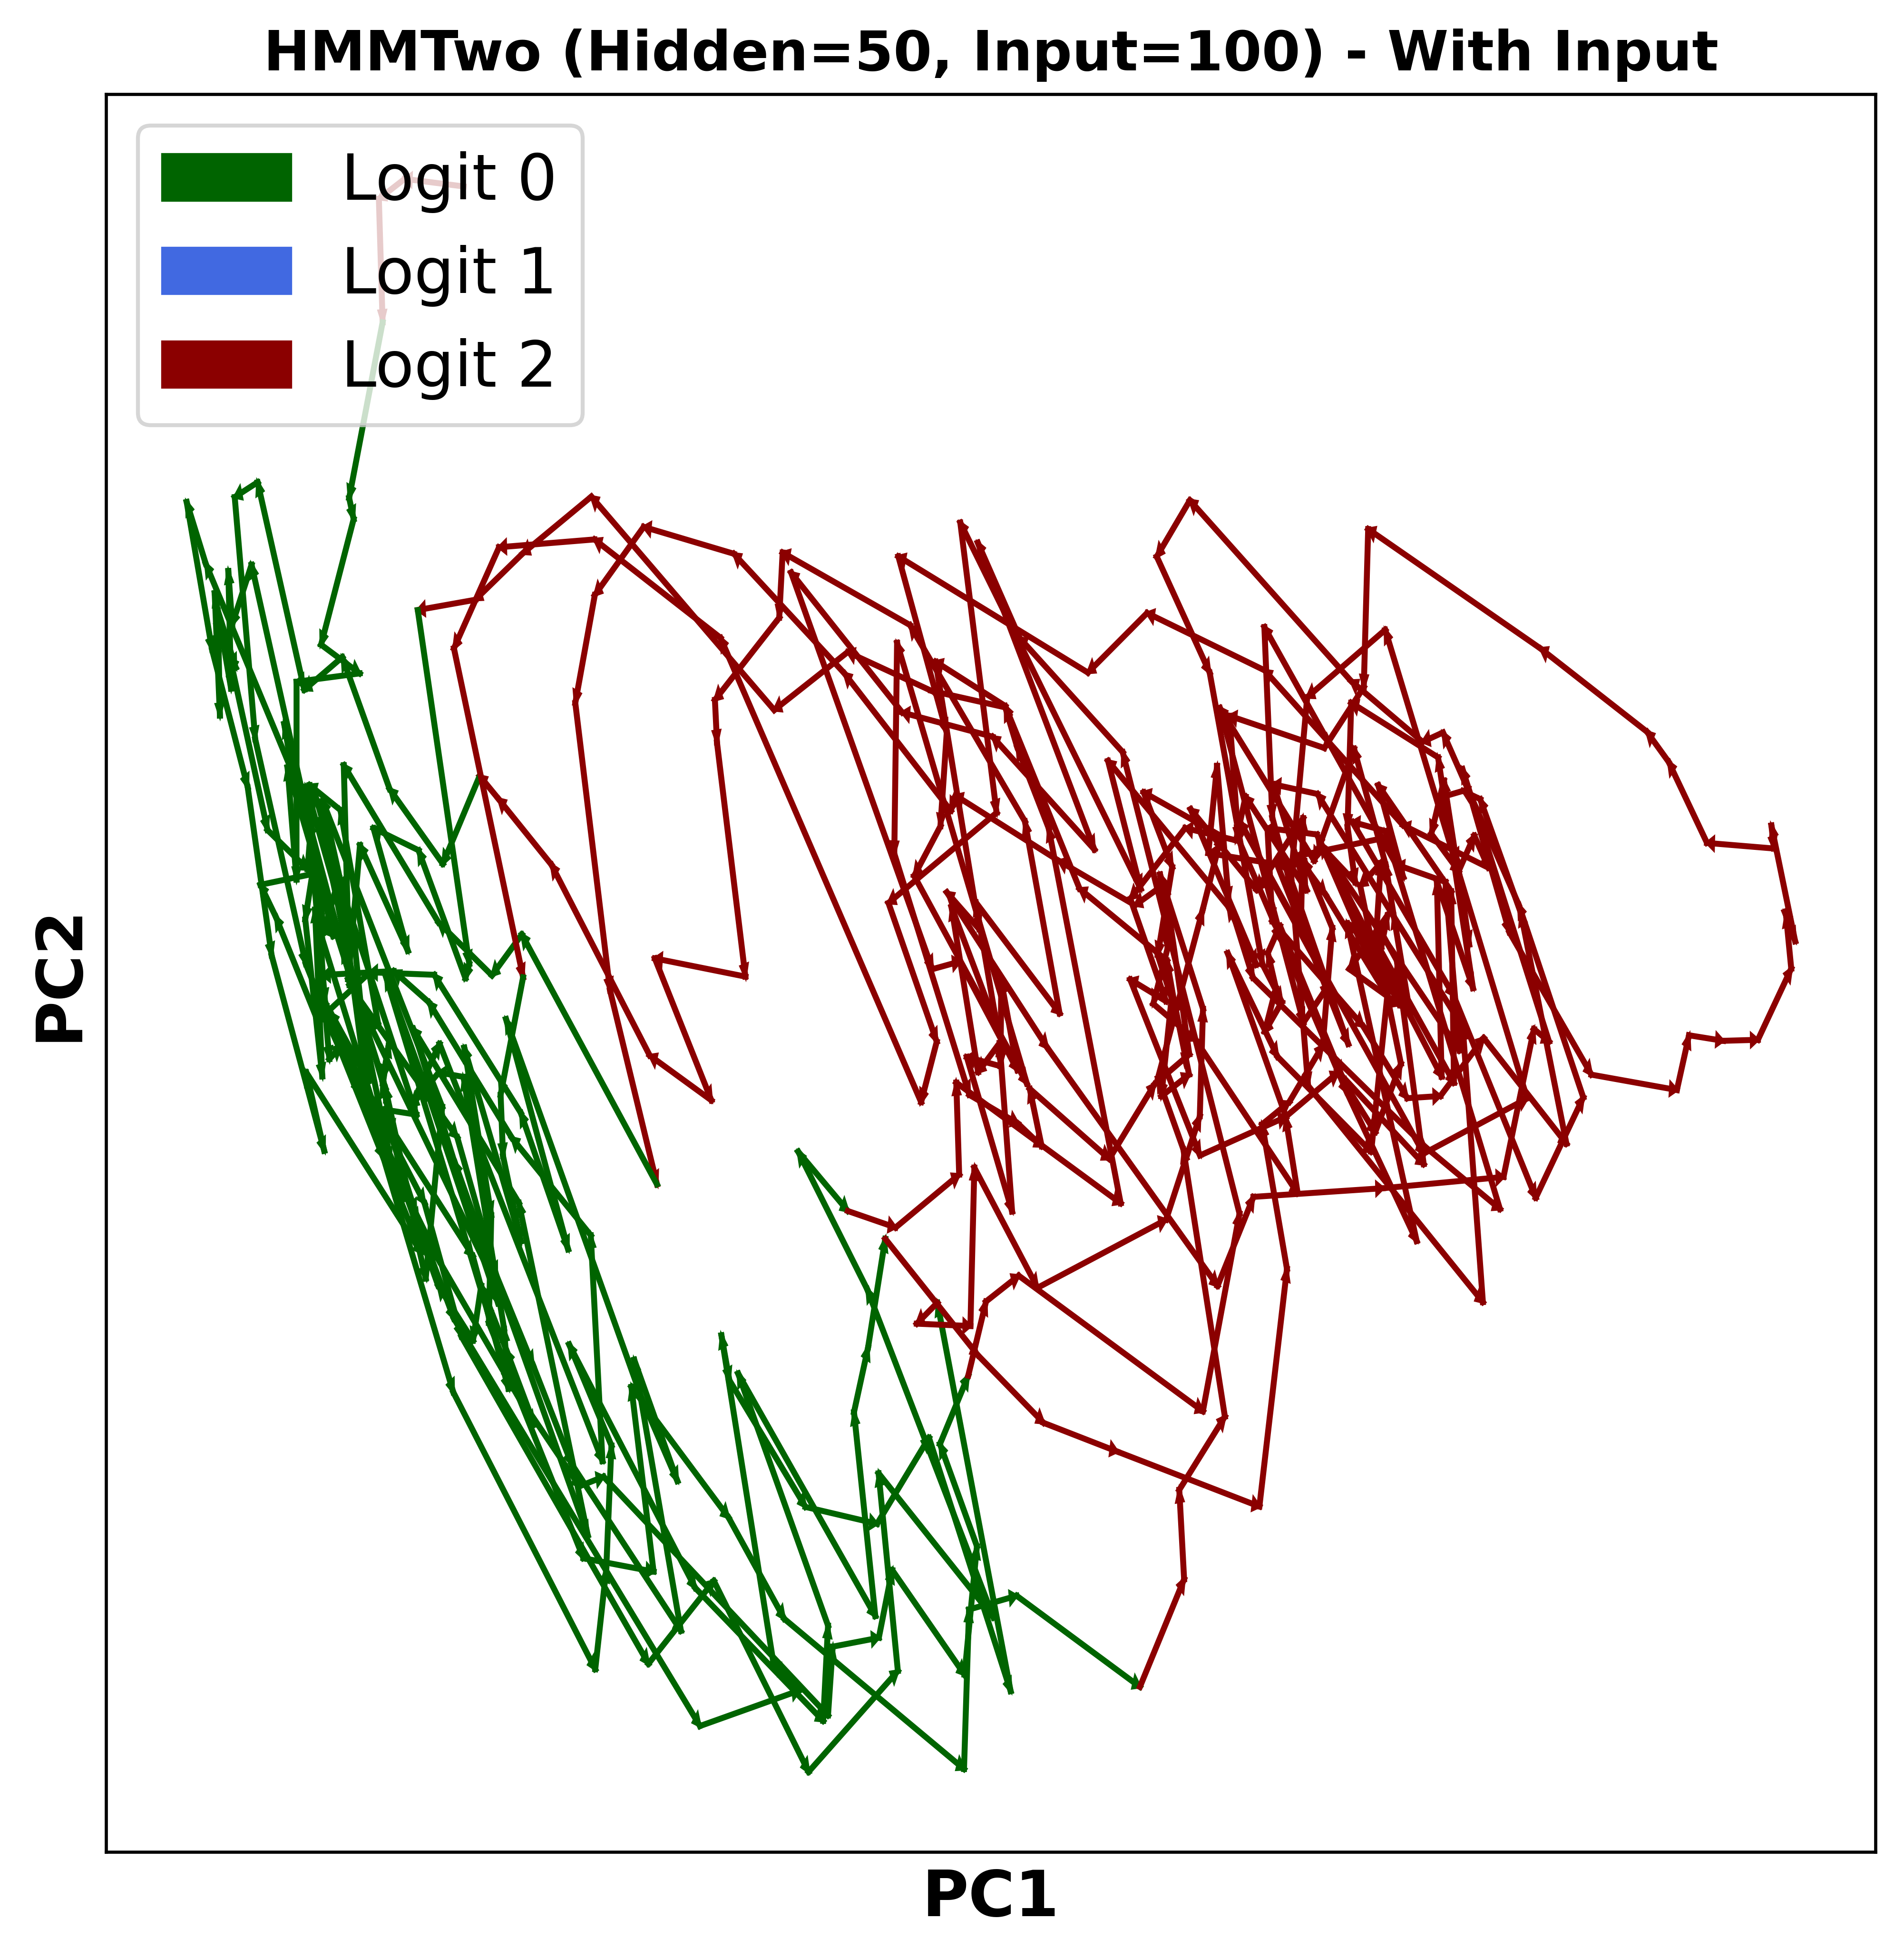 HMMTwo (Hidden=50, Input=100) - With Input
Logit 0
Logit 1
Logit 2
PC2
PC1